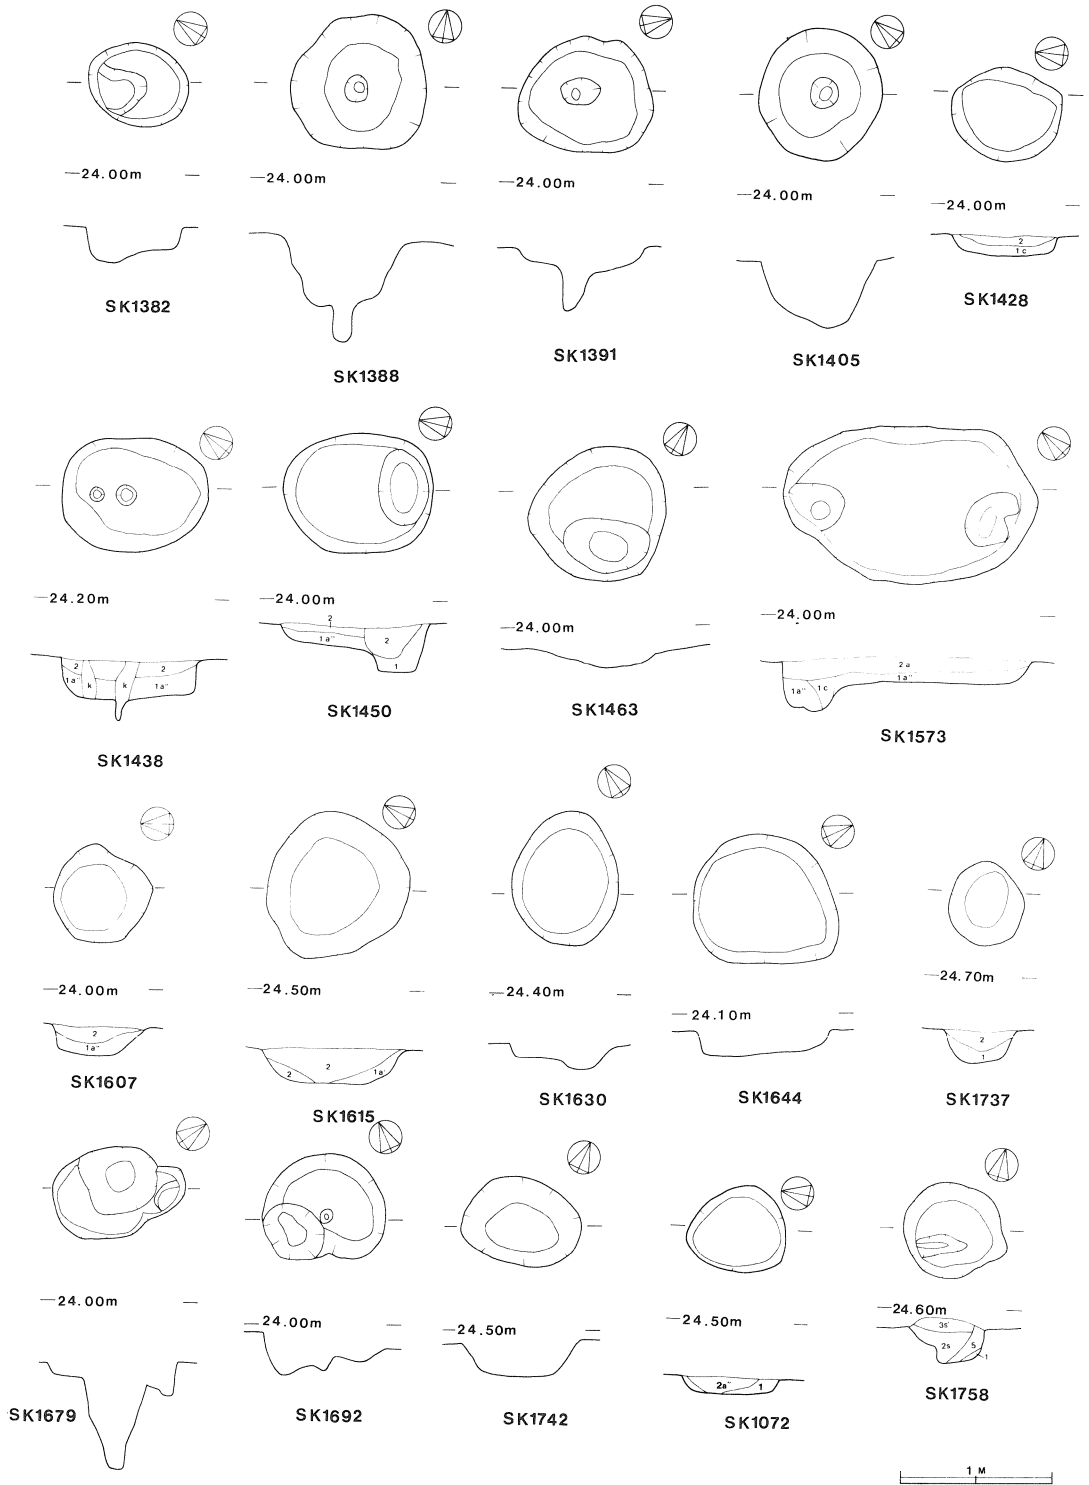 24.00m
24.00m
24.00m
24.00m
24.00m
2
1c
SK1382
SK1388
SK1391
SK1405
SK1428
24.20m
24.00m
24.00m
24.00m
2 k k 2
1a" 1a"
2
1a" 2
1
2a
1a"
1a" 1c
SK1438
SK1450
SK1463
SK1573
24.00m
24.50m
24.40m
24.10m
24.70m
2
1a"
2 2 1a'
2
1
SK1607
SK1615
SK1630
SK1644
SK1737
24.00m
24.00m
24.50m
24.50m
24.60m
2a" 1
3s'
2s 5
1
SK1679
SK1692
SK1742
SK1072
SK1758
1 M